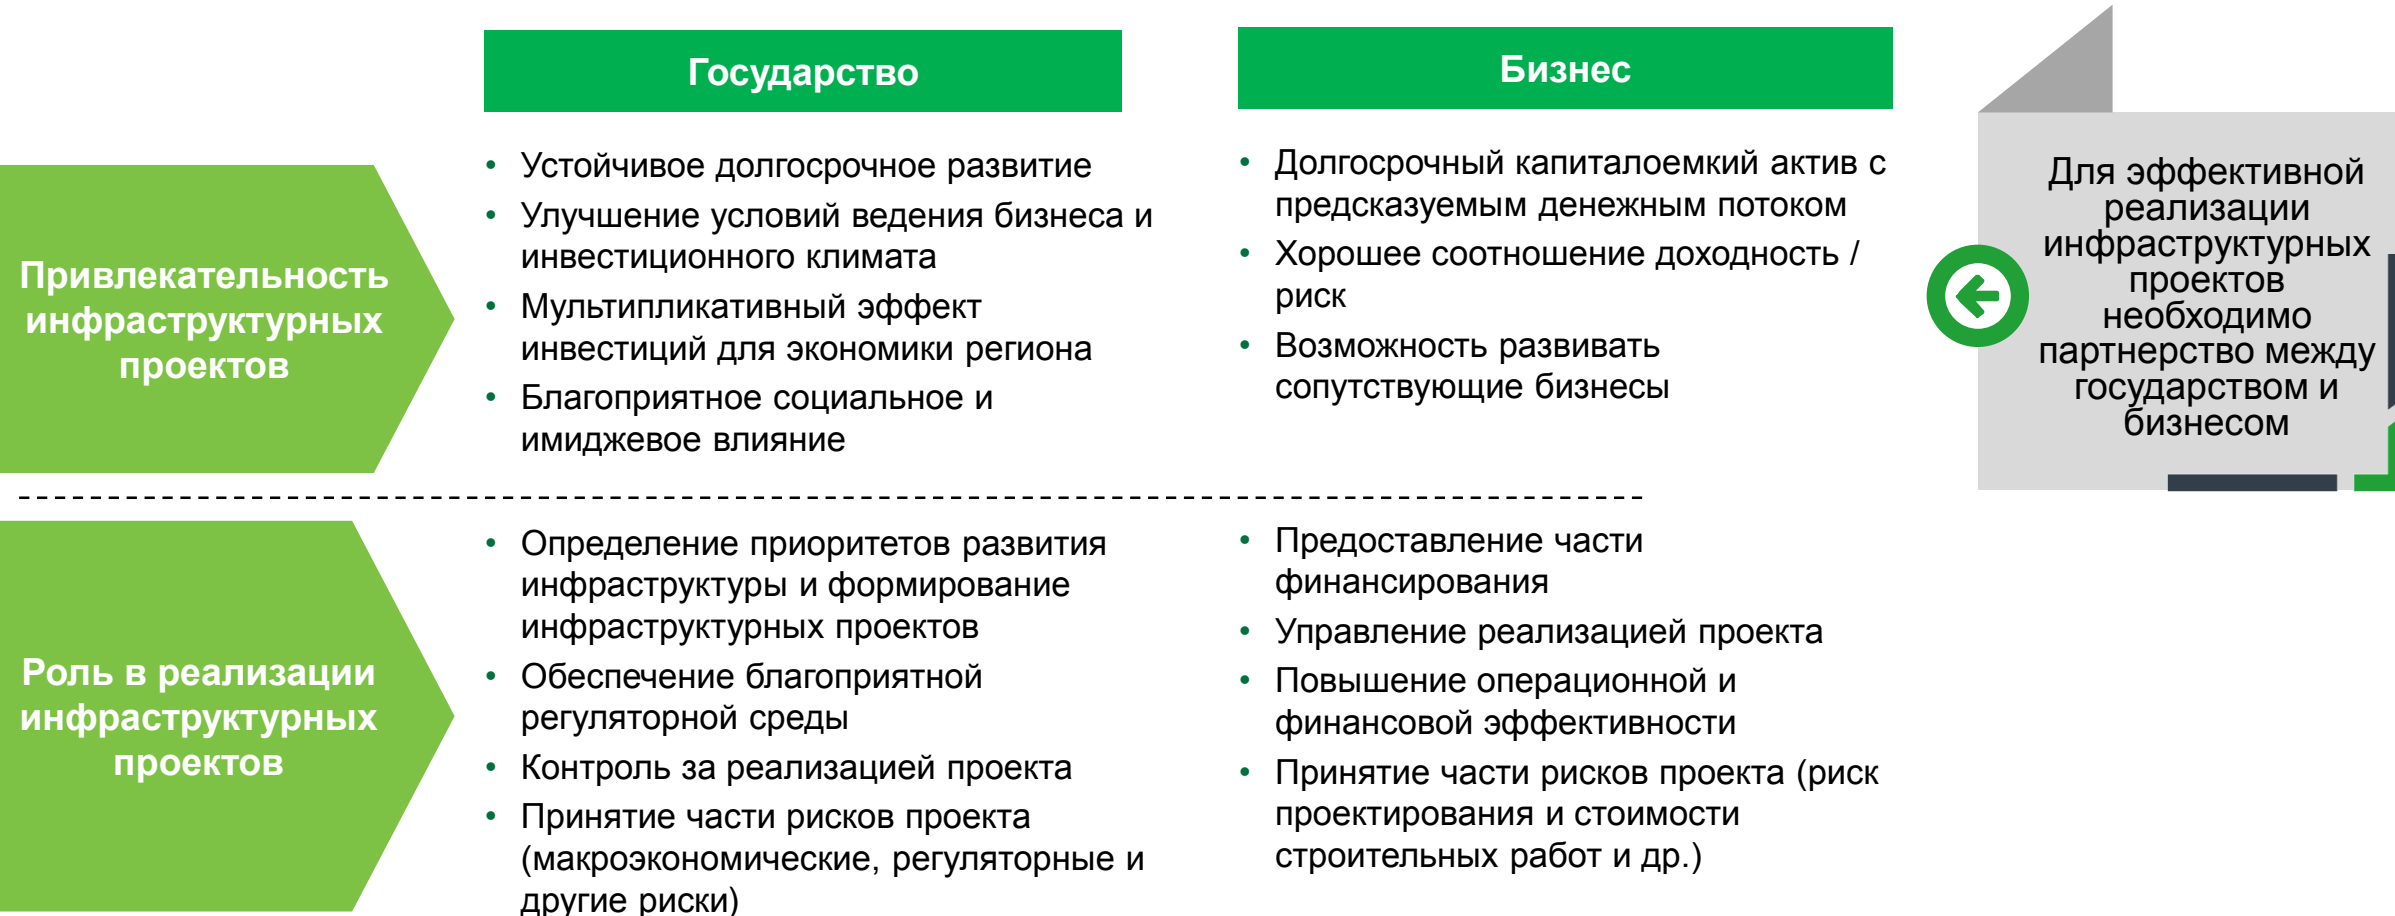 Государство
Бизнес
Привлекательность
инфраструктурных
проектов
• Устойчивое долгосрочное развитие
• Улучшение условий ведения бизнеса и
инвестиционного климата
• Мультипликативный эффект
инвестиций для экономики региона
• Благоприятное социальное и
имиджевое влияние
• Долгосрочный капиталоемкий актив с
предсказуемым денежным потоком
• Хорошее соотношение доходность /
риск
• Возможность развивать
сопутствующие бизнесы
Для эффективной
реализации
инфраструктурных
проектов
необходимо
партнерство между
государством и
бизнесом
Роль в реализации
инфраструктурных
проектов
• Определение приоритетов развития
инфраструктуры и формирование
инфраструктурных проектов
• Обеспечение благоприятной
регуляторной среды
• Контроль за реализацией проекта
• Принятие части рисков проекта
(макроэкономические, регуляторные и
другие риски)
• Предоставление части
финансирования
• Управление реализацией проекта
• Повышение операционной и
финансовой эффективности
• Принятие части рисков проекта (риск
проектирования и стоимости
строительных работ и др.)